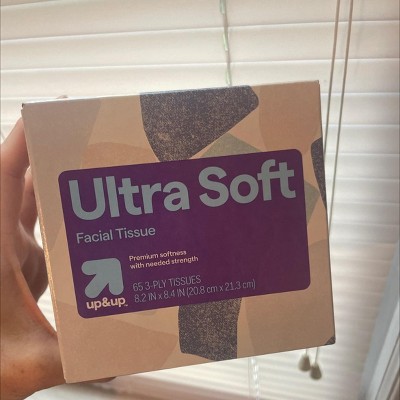 Ultra Soft
Facial Tissue
Premium softness
with needed strength
up&up™
65 3-PLY TISSUES
8.2 IN x 8.4 IN (20.8 cm x 21.3 cm)